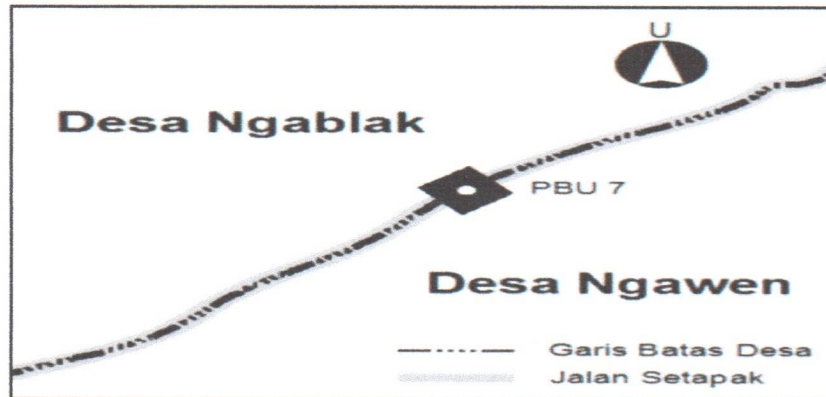 U
Desa Ngablak
PBU 7
Desa Ngawen
Garis Batas Desa
Jalan Setapak